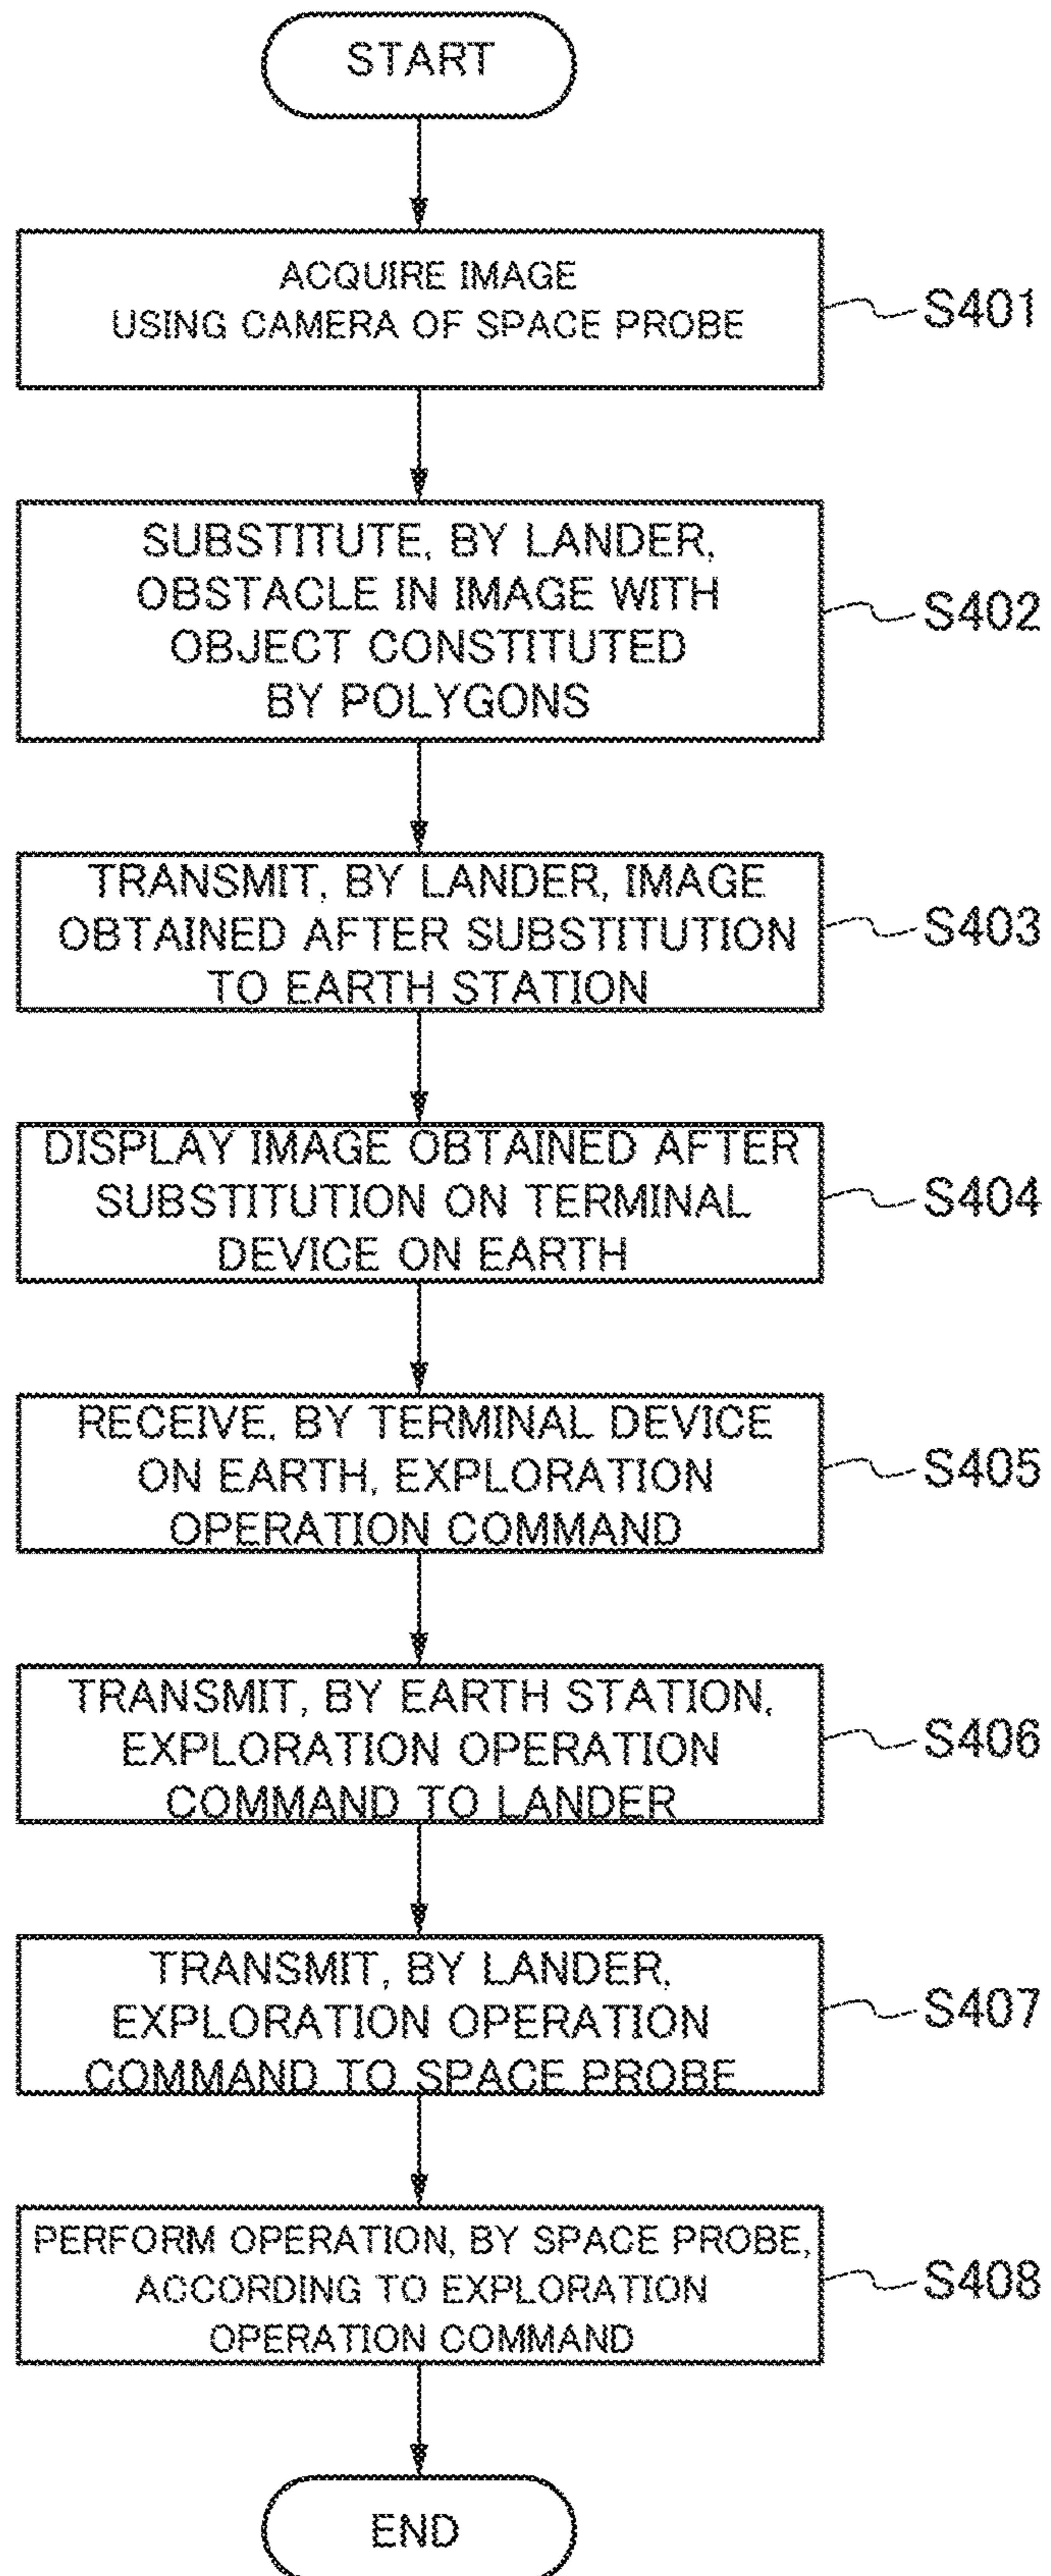 START
ACQUIRE IMAGE
USING CAMERA OF SPACE PROBE
S401
SUBSTITUTE, BY LANDER,
OBSTACLE IN IMAGE WITH
OBJECT CONSTITUTED
BY POLYGONS
S402
TRANSMIT, BY LANDER, IMAGE
OBTAINED AFTER SUBSTITUTION
TO EARTH STATION
S403
DISPLAY IMAGE OBTAINED AFTER
SUBSTITUTION ON TERMINAL
DEVICE ON EARTH
S404
RECEIVE, BY TERMINAL DEVICE
ON EARTH, EXPLORATION
OPERATION COMMAND
S405
TRANSMIT, BY EARTH STATION,
EXPLORATION OPERATION
COMMAND TO LANDER
S406
TRANSMIT, BY LANDER,
EXPLORATION OPERATION
COMMAND TO SPACE PROBE
S407
PERFORM OPERATION, BY SPACE PROBE,
ACCORDING TO EXPLORATION
OPERATION COMMAND
S408
END